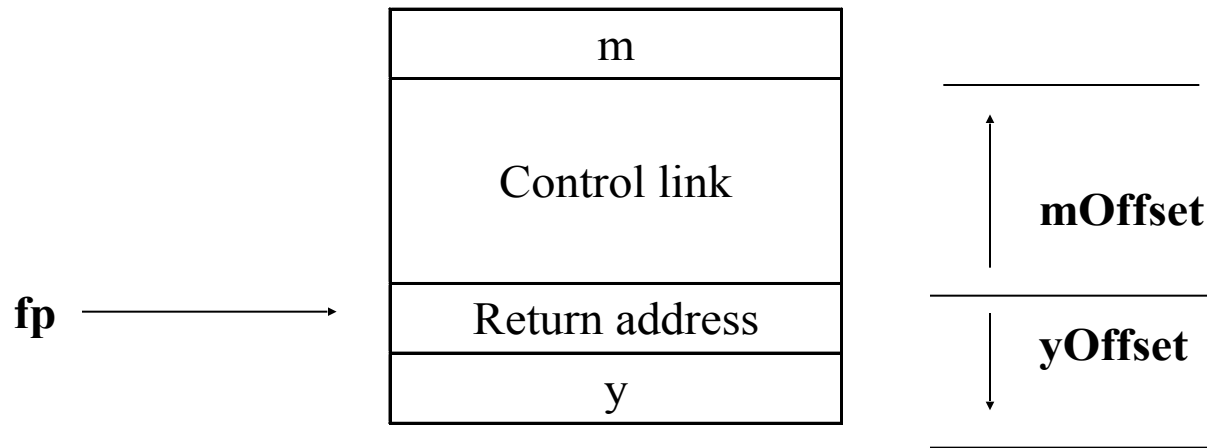 m
Control link
mOffset
fp
Return address
yOffset
y